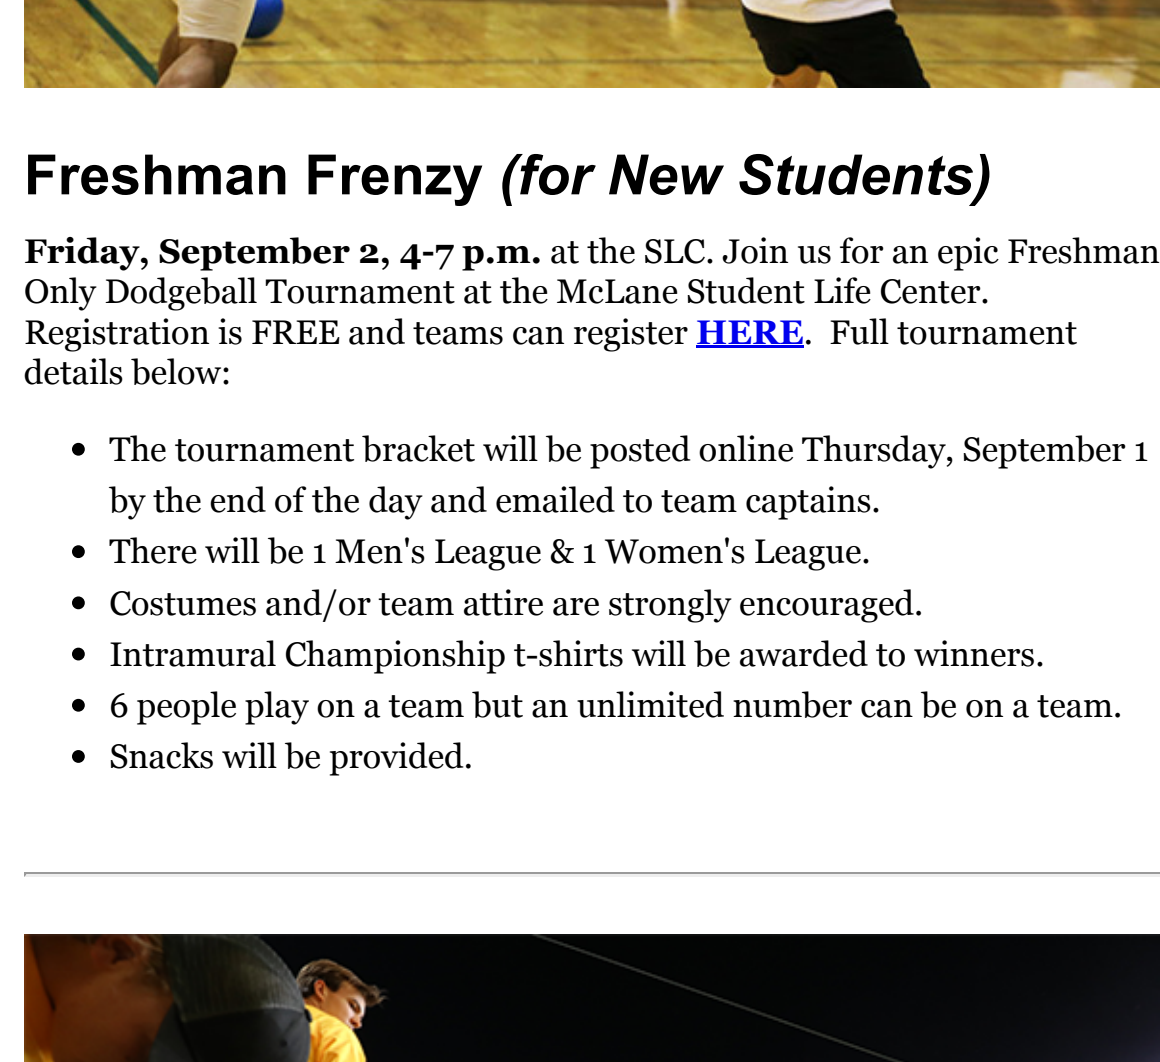 Freshman Frenzy (for New Students)
Friday, September 2, 4-7 p.m. at the SLC. Join us for an epic Freshman
Only Dodgeball Tournament at the McLane Student Life Center.
Registration is FREE and teams can register HERE.  Full tournament
details below:
• The tournament bracket will be posted online Thursday, September 1
by the end of the day and emailed to team captains.
• There will be 1 Men's League & 1 Women's League.
• Costumes and/or team attire are strongly encouraged.
• Intramural Championship t-shirts will be awarded to winners.
• 6 people play on a team but an unlimited number can be on a team.
• Snacks will be provided.